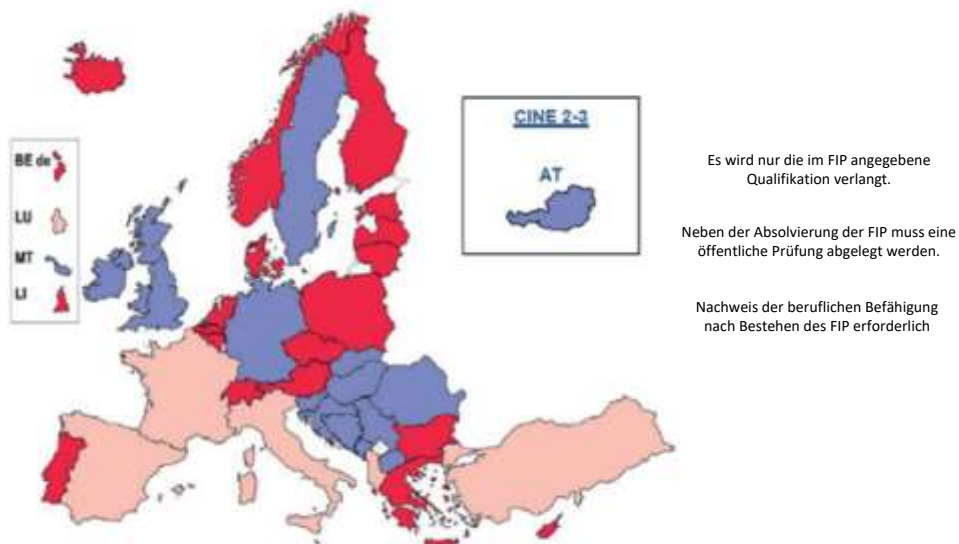 BE de
LU
MT
LI
CINE 2-3
AT
Es wird nur die im FIP angegebene
Qualifikation verlangt.
Neben der Absolvierung der FIP muss eine
öffentliche Prüfung abgelegt werden.
Nachweis der beruflichen Befähigung
nach Bestehen des FIP erforderlich